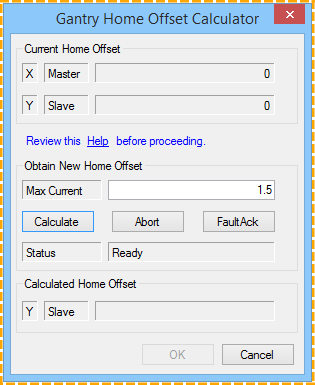 Gantry Home Offset Calculator
Current Home Offset
X Master 0
Y Slave 0
Review this Help before proceeding.
Obtain New Home Offset
Max Current 1.5
Calculate Abort FaultAck
Status Ready
Calculated Home Offset
Y Slave
OK Cancel